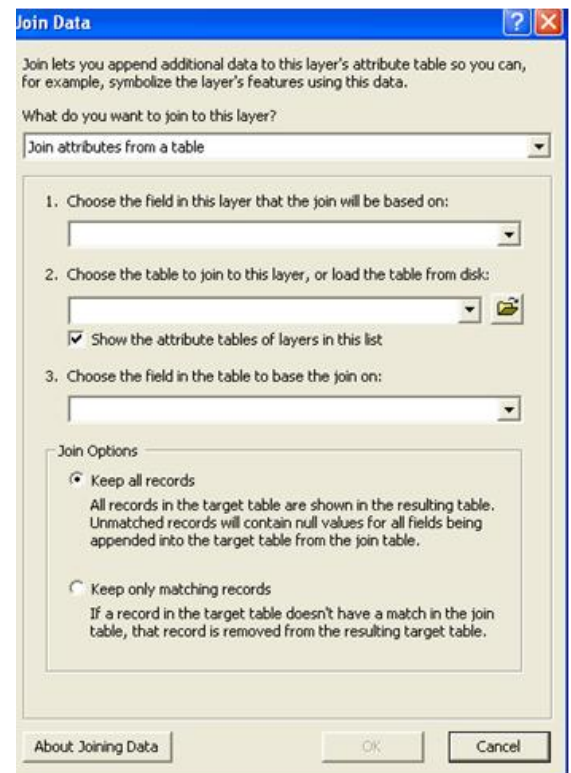 Join Data
Join lets you append additional data to this layer's attribute table so you can,
for example, symbolize the layer's features using this data.
What do you want to join to this layer?
Join attributes from a table
1. Choose the field in this layer that the join will be based on:
2. Choose the table to join to this layer, or load the table from disk:
Show the attribute tables of layers in this list
3. Choose the field in the table to base the join on:
Join Options
Keep all records
All records in the target table are shown in the resulting table.
Unmatched records will contain null values for all fields being
appended into the target table from the join table.
Keep only matching records
If a record in the target table doesn't have a match in the join
table, that record is removed from the resulting target table.
About Joining Data
OK
Cancel